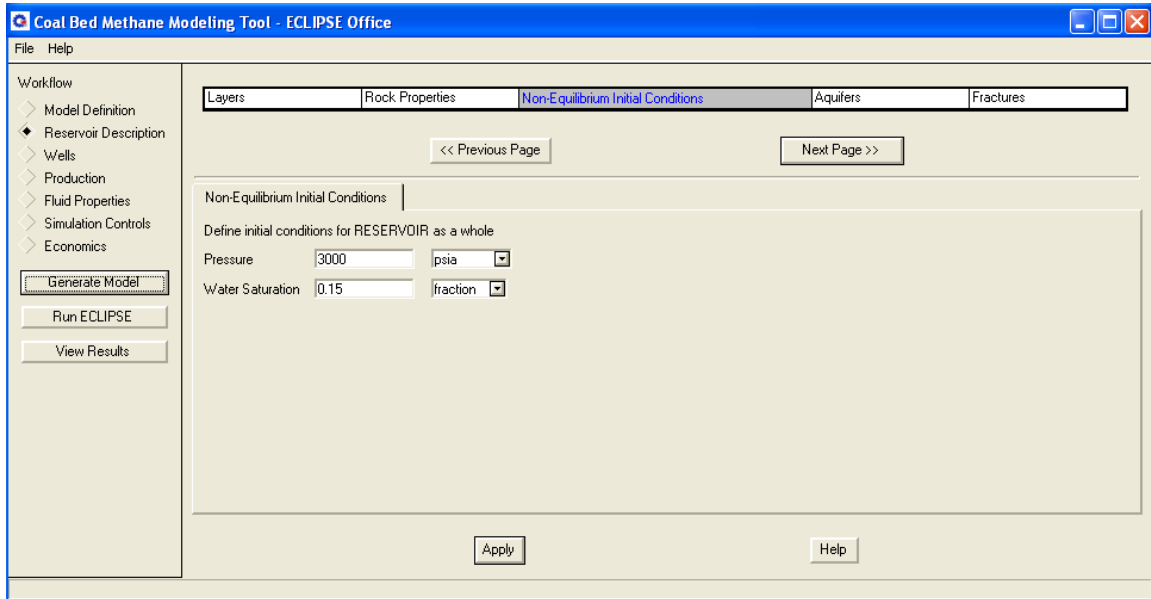 Coal Bed Methane Modeling Tool - ECLIPSE Office
File Help
Workflow
Model Definition
Reservoir Description
Wells
Production
Fluid Properties
Simulation Controls
Economics
Generate Model
Run ECLIPSE
View Results
Layers Rock Properties Non-Equilibrium Initial Conditions Aquifers Fractures
<< Previous Page Next Page >>
Non-Equilibrium Initial Conditions
Define initial conditions for RESERVOIR as a whole
Pressure 3000 psia
Water Saturation 0.15 fraction
Apply Help